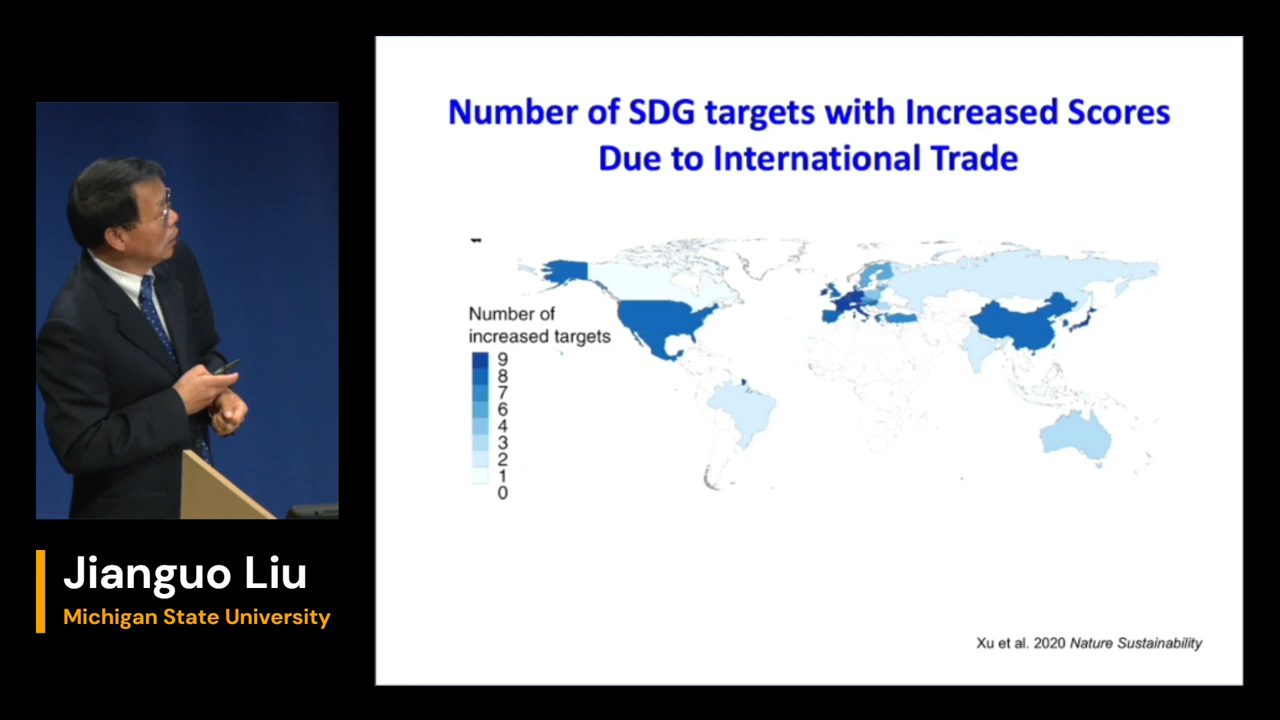 Number of SDG targets with Increased Scores
Due to International Trade
Number of
increased targets
9
8
7
6
4
3
2
1
0
Jianguo Liu
Michigan State University
Xu et al. 2020 Nature Sustainability